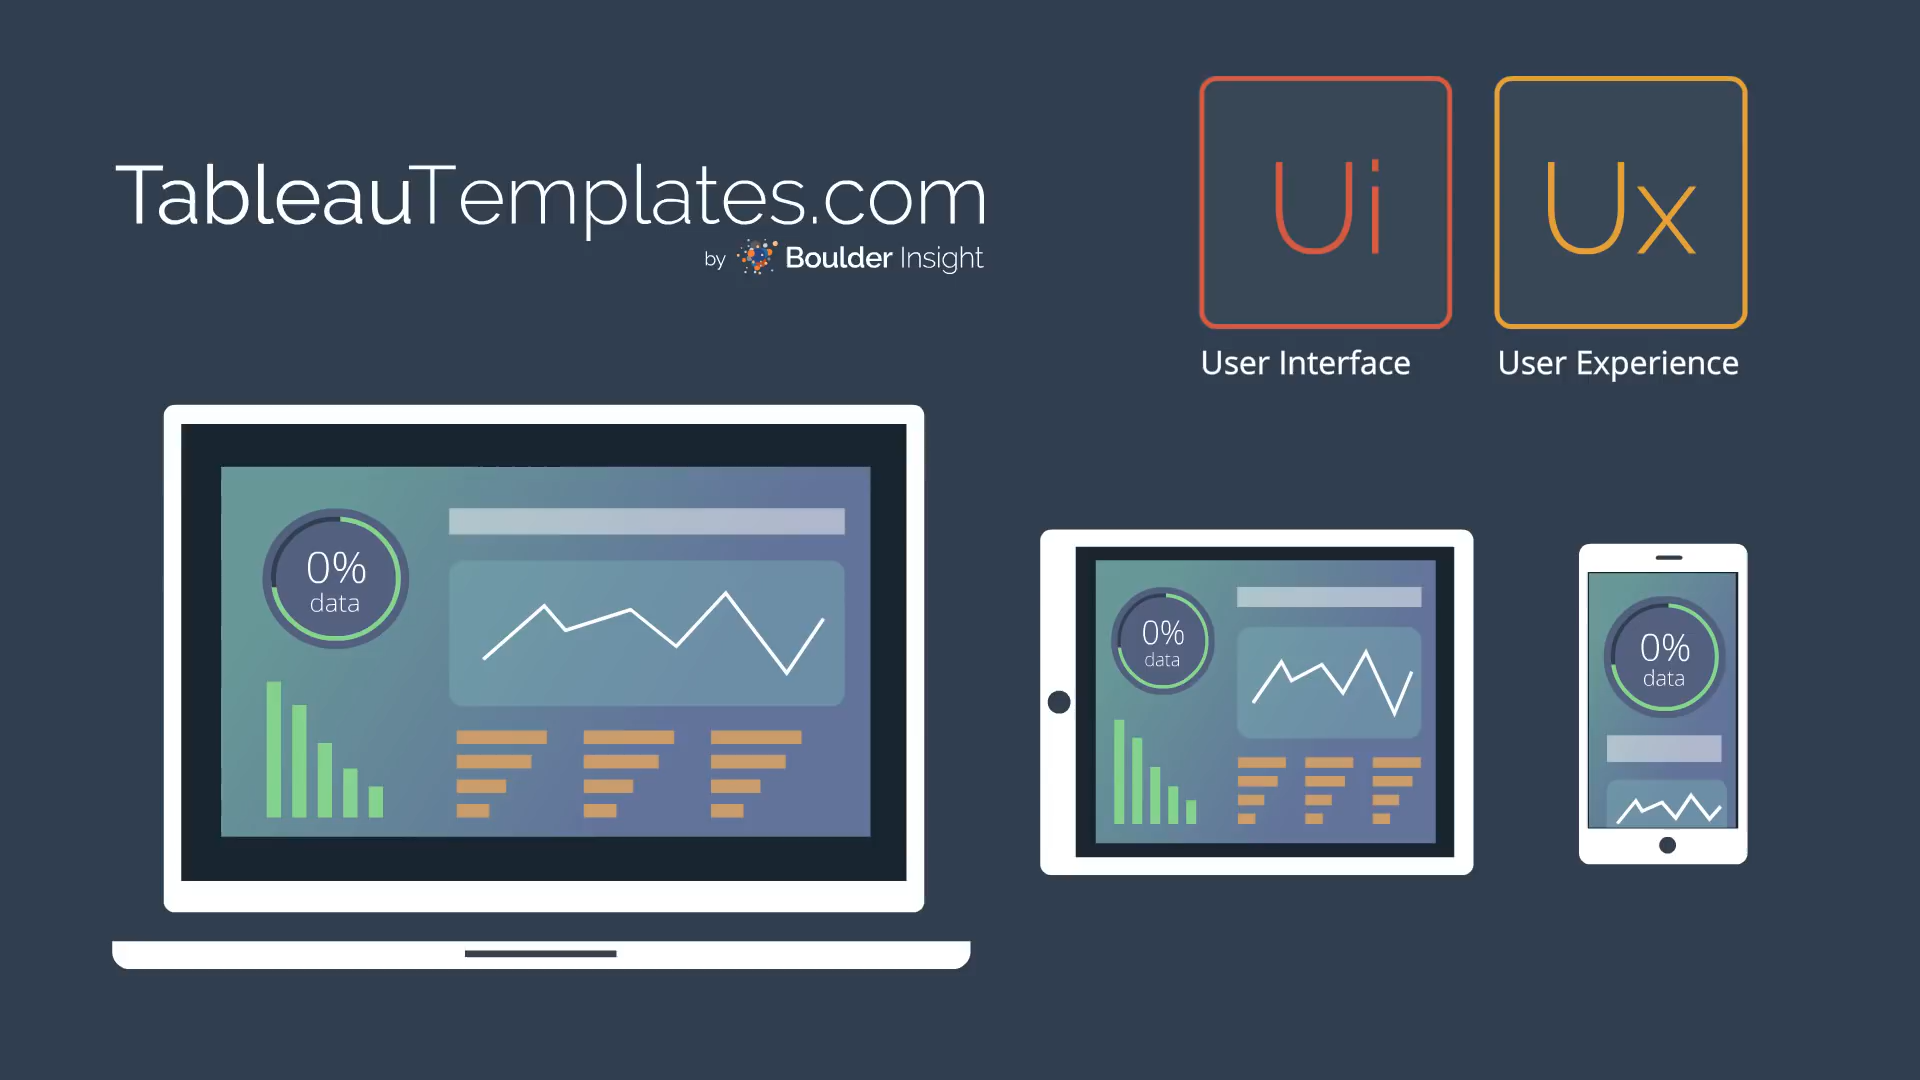 TableauTemplates.com
by Boulder Insight
Ui
Ux
User Interface
User Experience
0%
data
0%
data
0%
data